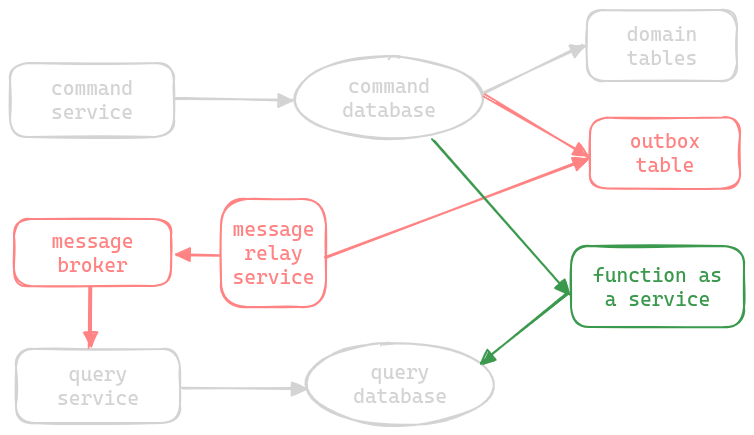 domain
tables
command
service
command
database
outbox
table
message
broker
message
relay
service
function as
a service
query
service
query
database